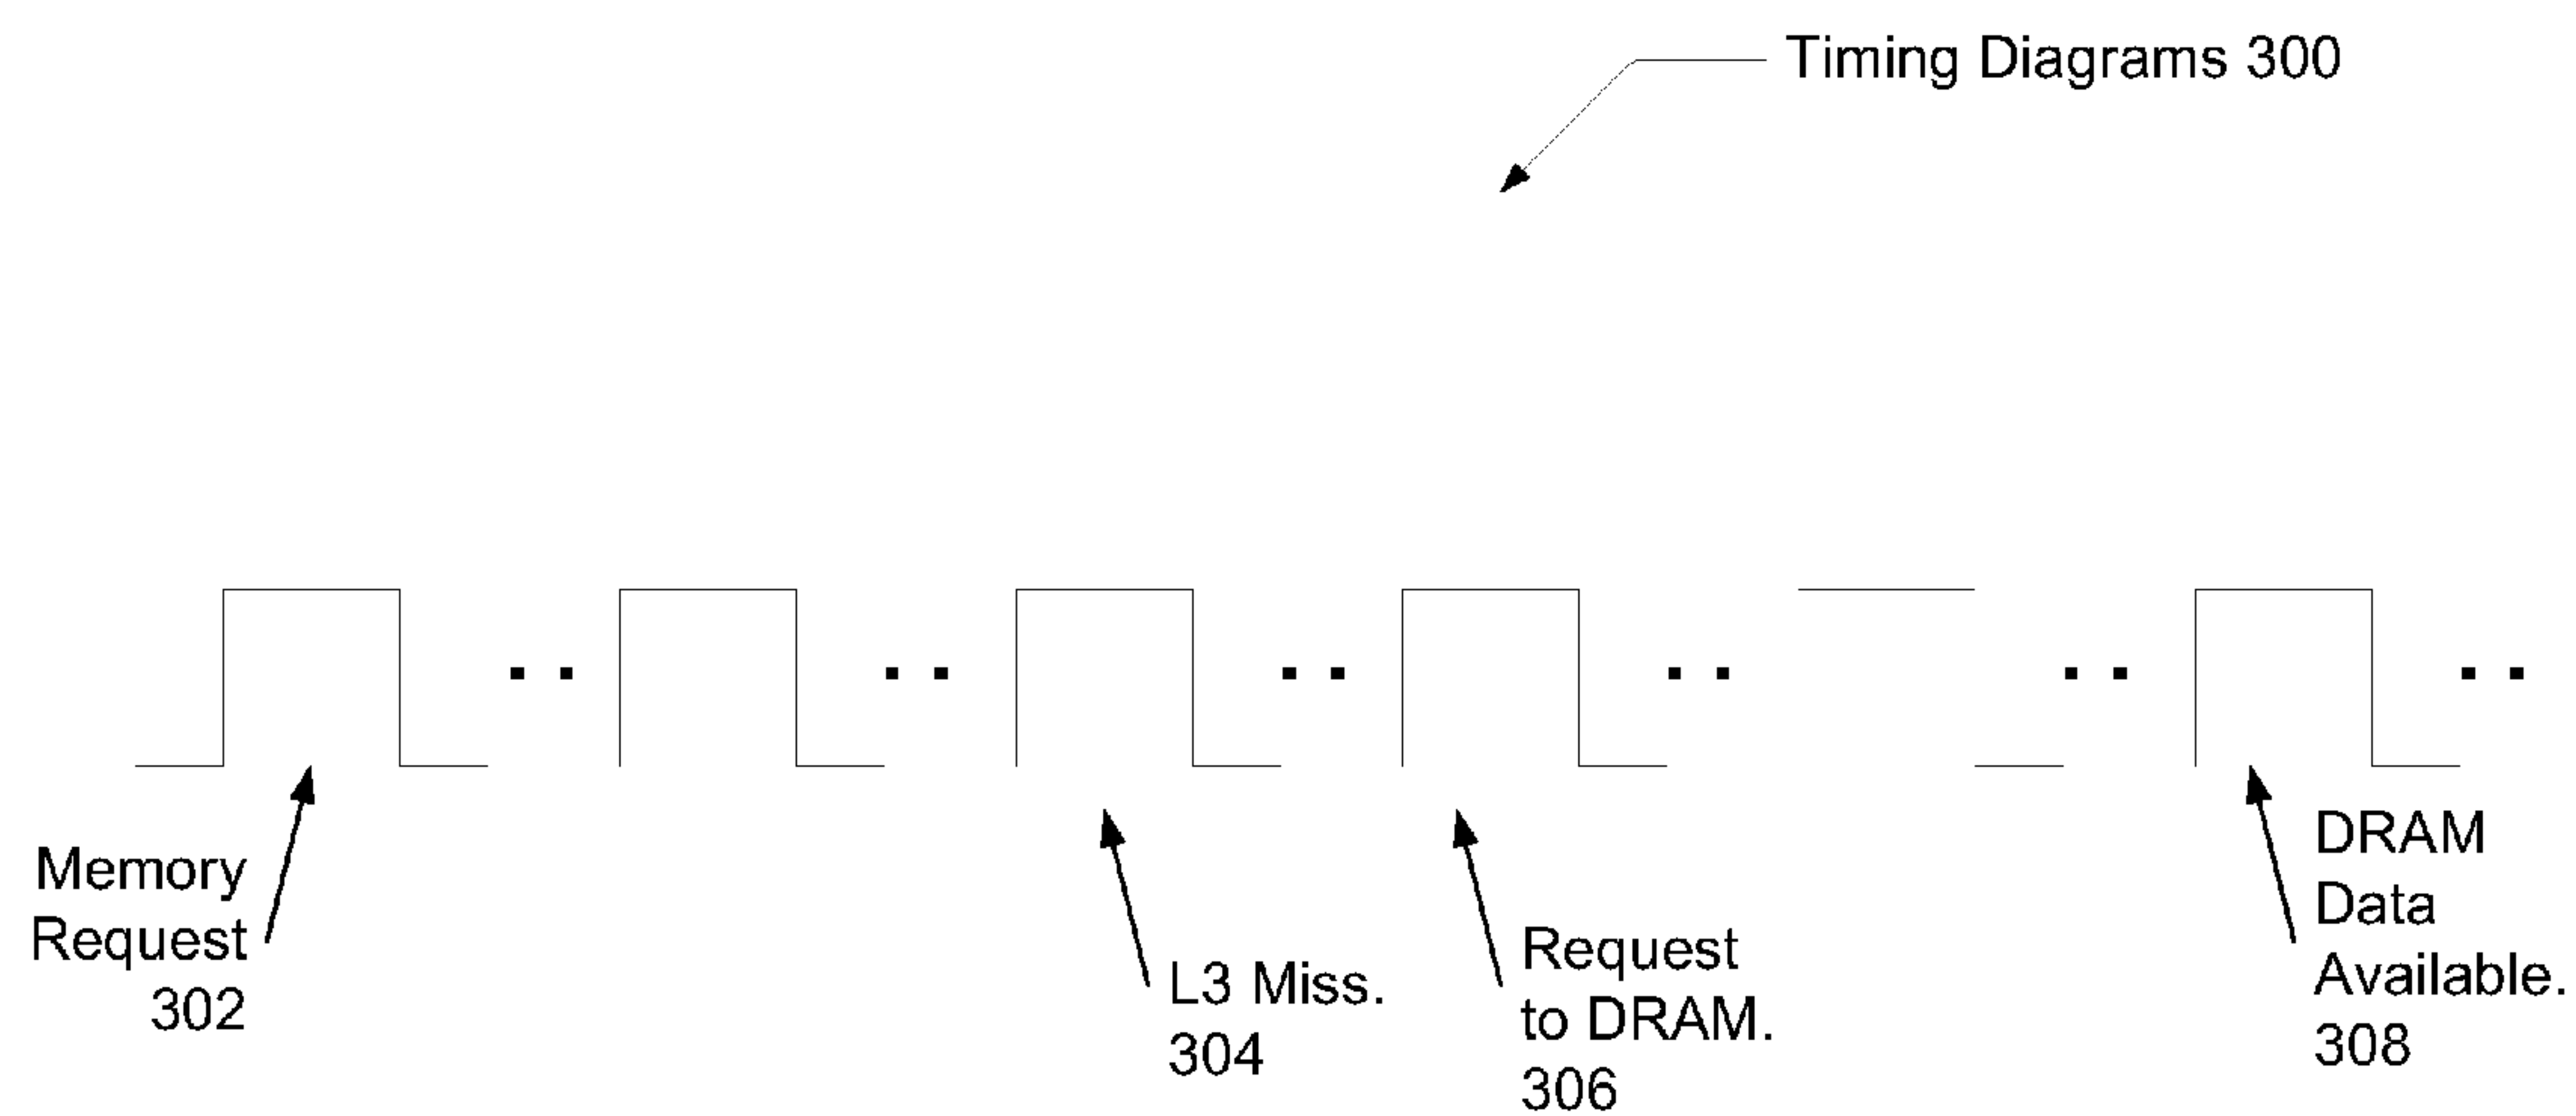 Timing Diagrams 300
Memory
Request
302
L3 Miss.
304
Request
to DRAM.
306
DRAM
Data
Available.
308